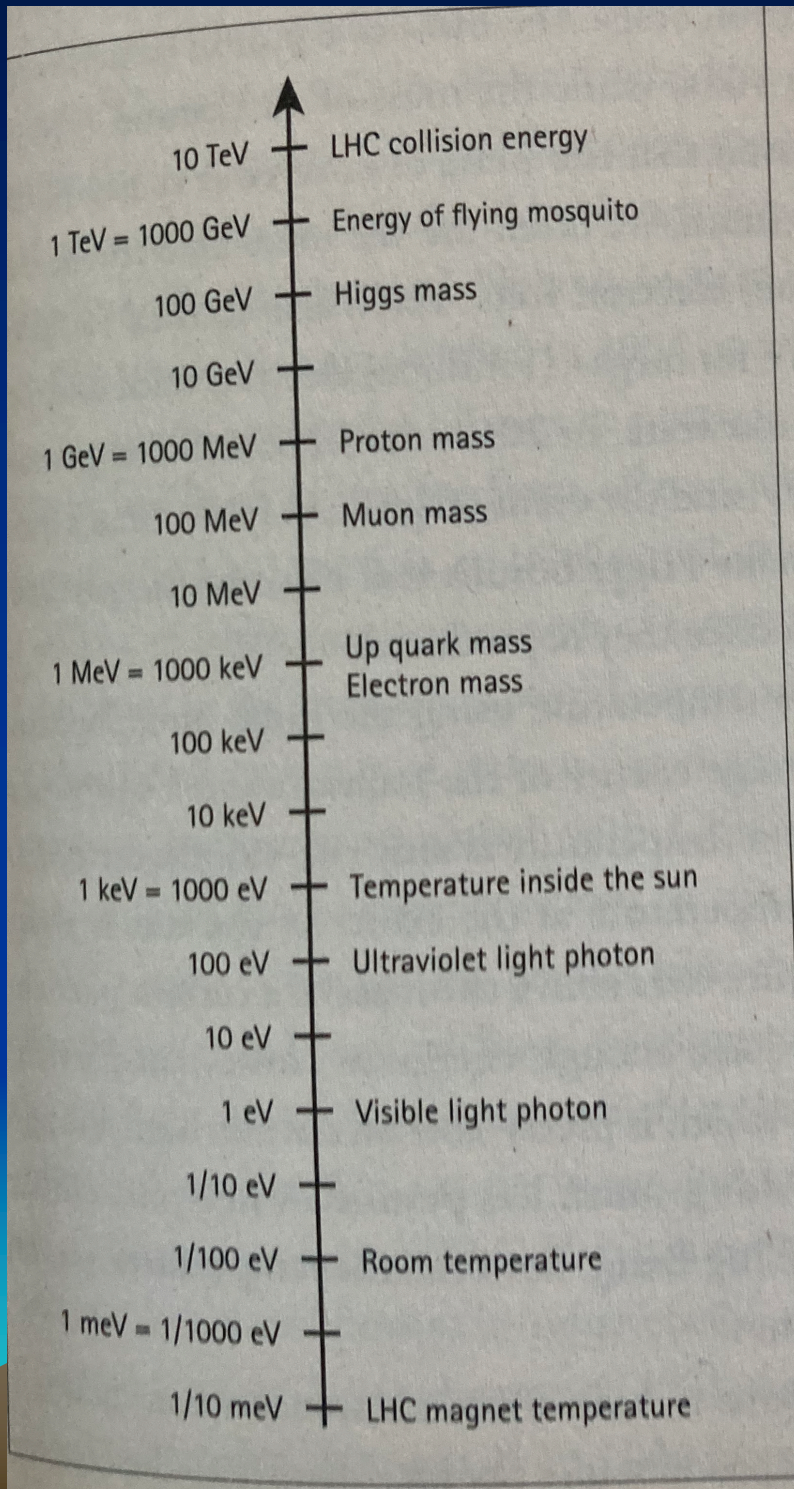 10 TeV LHC collision energy
1 TeV = 1000 GeV Energy of flying mosquito
100 GeV Higgs mass
10 GeV
1 GeV = 1000 MeV Proton mass
100 MeV Muon mass
10 MeV
1 MeV = 1000 keV Up quark mass
Electron mass
100 keV
10 keV
1 keV = 1000 eV Temperature inside the sun
100 eV Ultraviolet light photon
10 eV
1 eV Visible light photon
1/10 eV
1/100 eV Room temperature
1 meV = 1/1000 eV
1/10 meV LHC magnet temperature